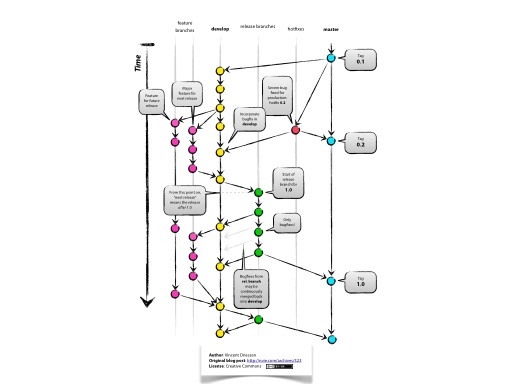 feature
branches
develop
release branches
hotfixes
master
Time
Tag
0.1
Major
feature for
next release
Feature
for future
release
Severe bug
fixed for
production:
hotfix 0.2
Incorporate
bugfix in
develop
Tag
0.2
Start of
release
branch for
1.0
From this point on,
"next release"
means the release
after 1.0
Only
bugfixes!
Bugfixes from
rel. branch
may be
continuously
merged back
into develop
Tag
1.0
Author: Vincent Driessen
Original blog post: http://nvie.com/archives/323
License: Creative Commons